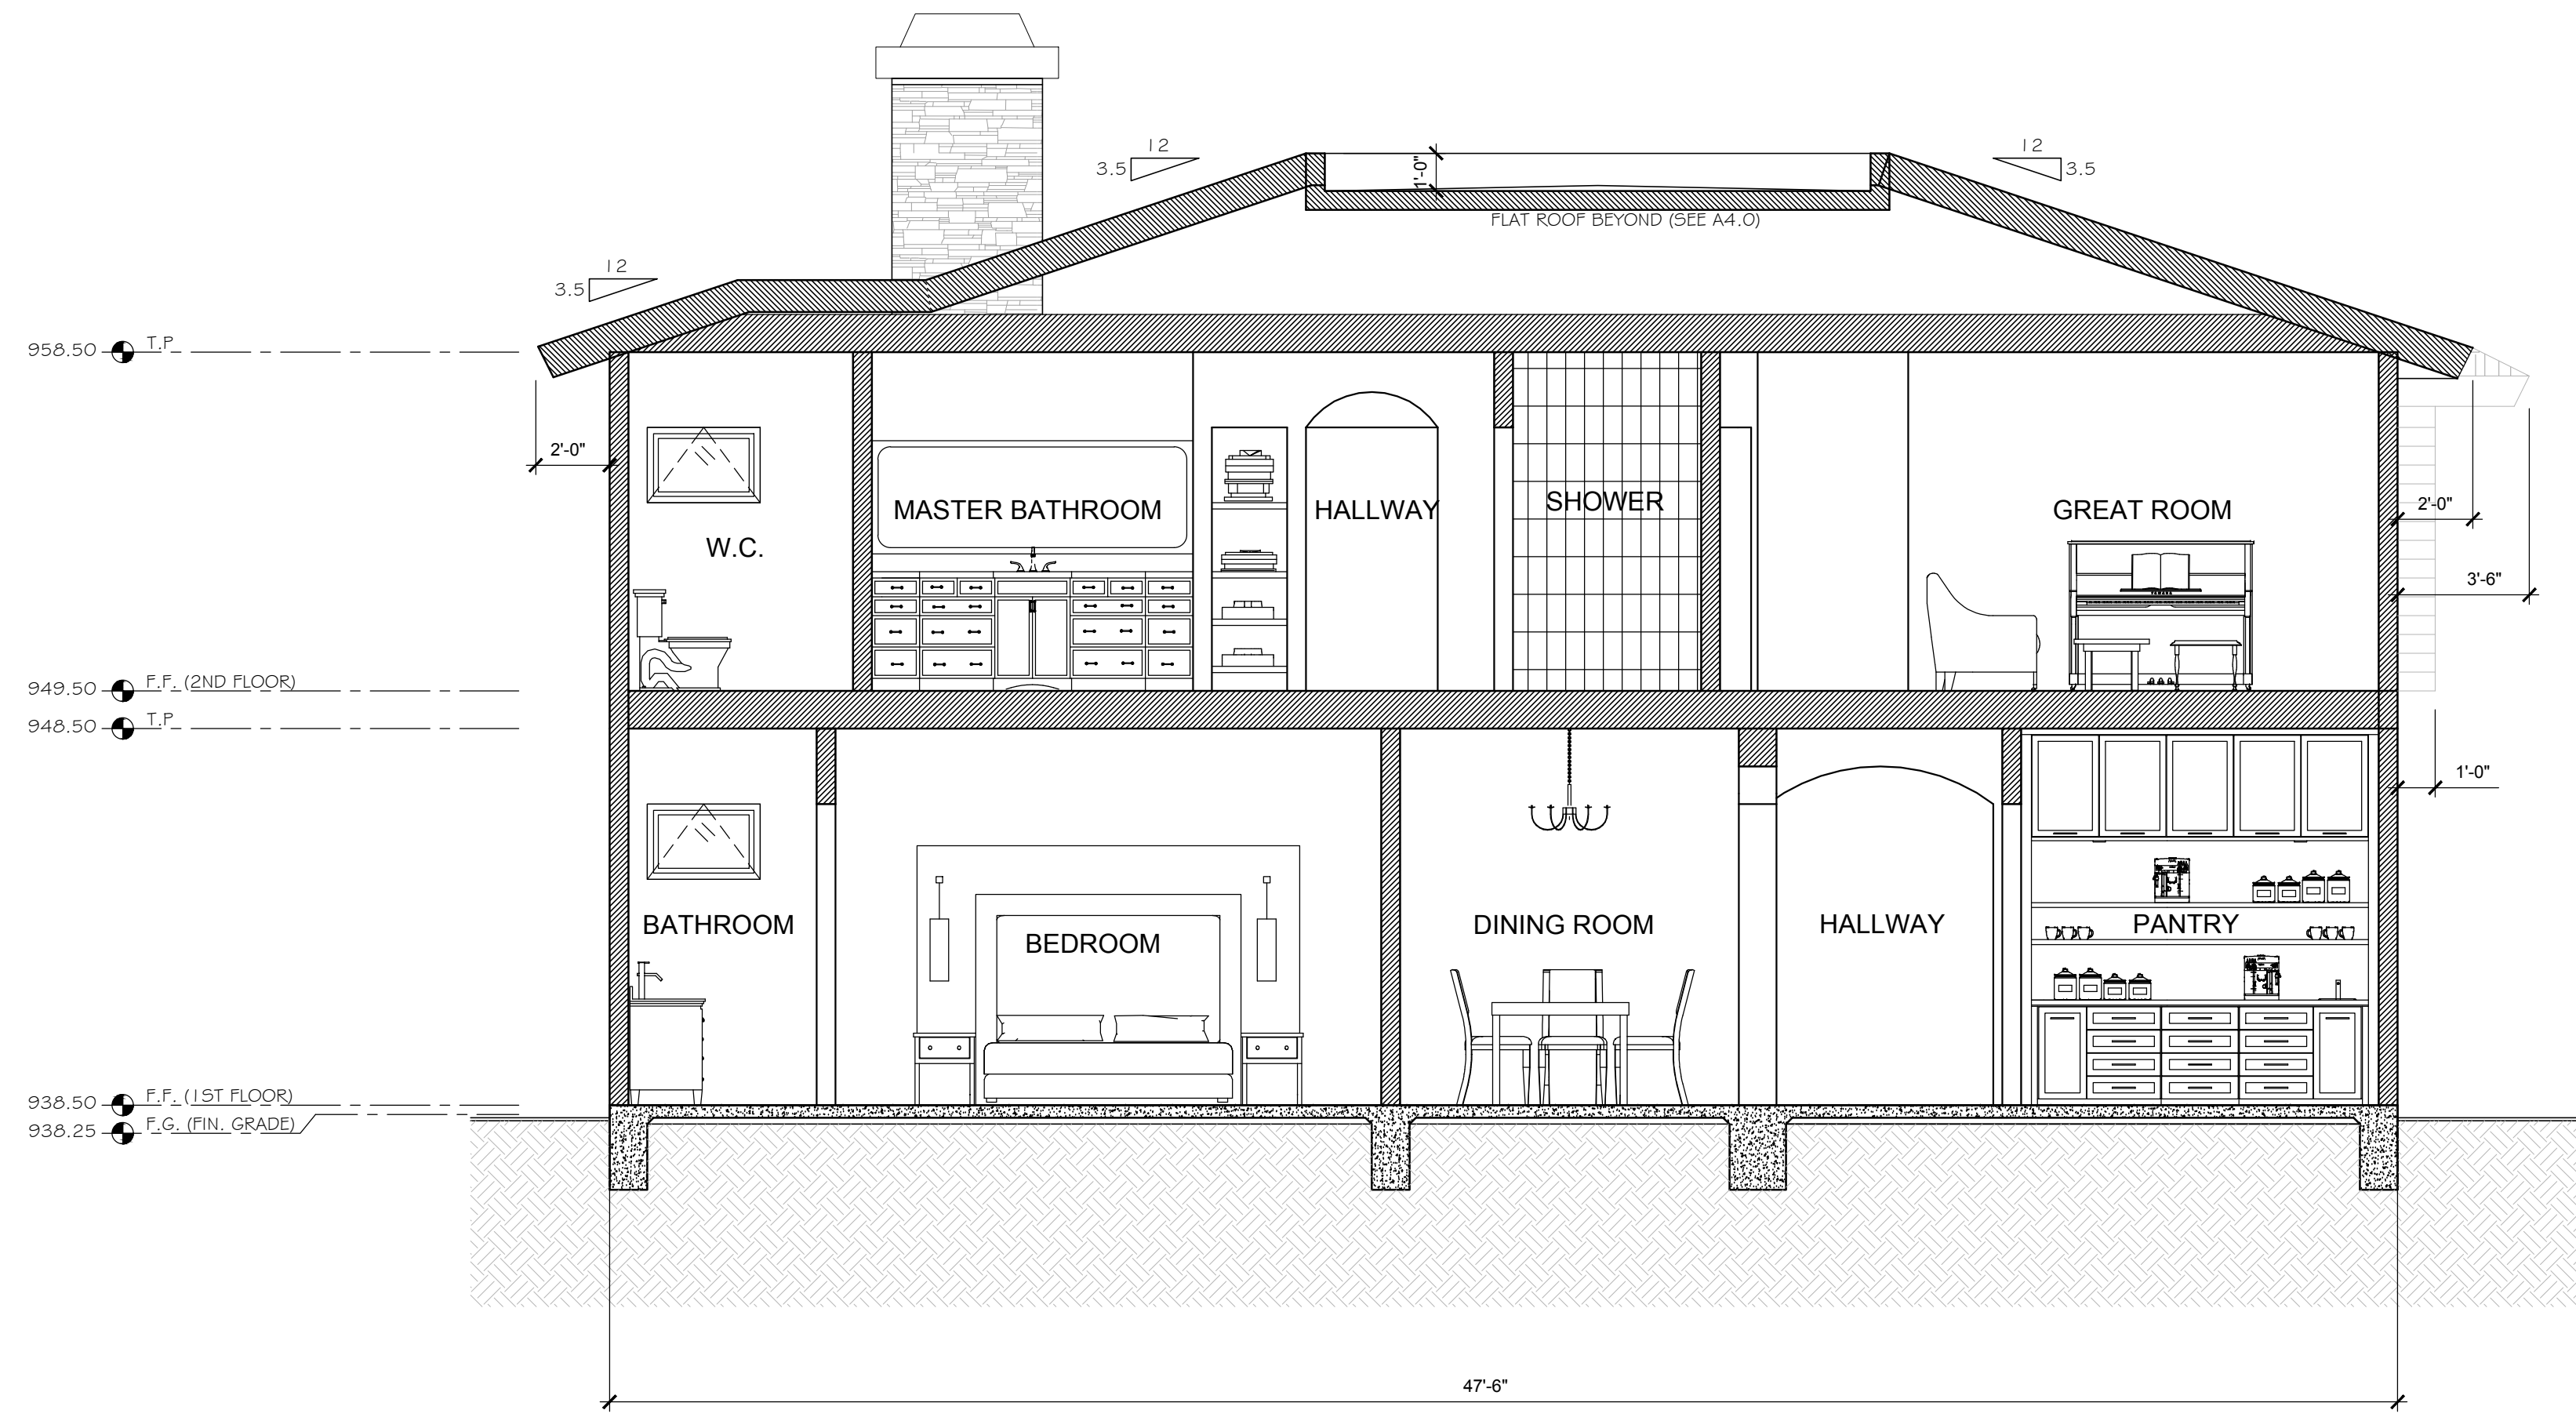 12
3.5
12
3.5
1'-0"
FLAT ROOF BEYOND (SEE A4.0)
12
3.5
958.50 T.P
2'-0"
MASTER BATHROOM
HALLWAY
SHOWER
GREAT ROOM
2'-0"
W.C.
3'-6"
YAMAHA
949.50 F.F. (2ND FLOOR)
948.50 T.P
1'-0"
BATHROOM
BEDROOM
DINING ROOM
HALLWAY
PANTRY
938.50 F.F. (1ST FLOOR)
938.25 F.G. (FIN. GRADE)
47'-6"